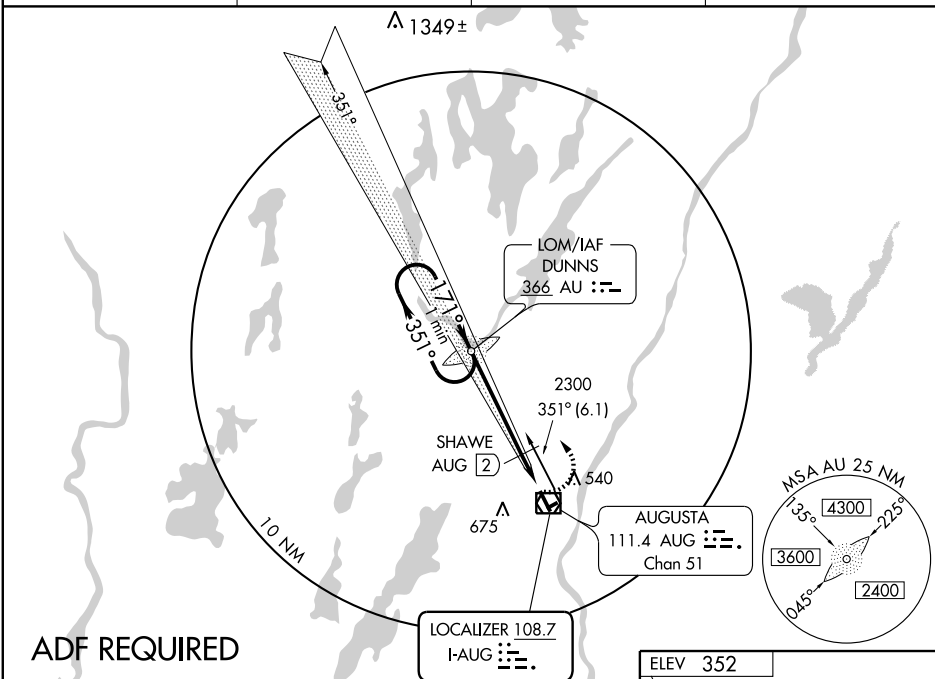 1349±
351°
LOM/IAF
DUNNS
366 AU
171°
1 min
351°
2300
351° (6.1)
SHAWE
AUG 2
540
675
MSA AU 25 NM
135°
4300
225°
3600
045°
2400
AUGUSTA
111.4 AUG
Chan 51
10 NM
LOCALIZER 108.7
I-AUG
ADF REQUIRED
ELEV 352